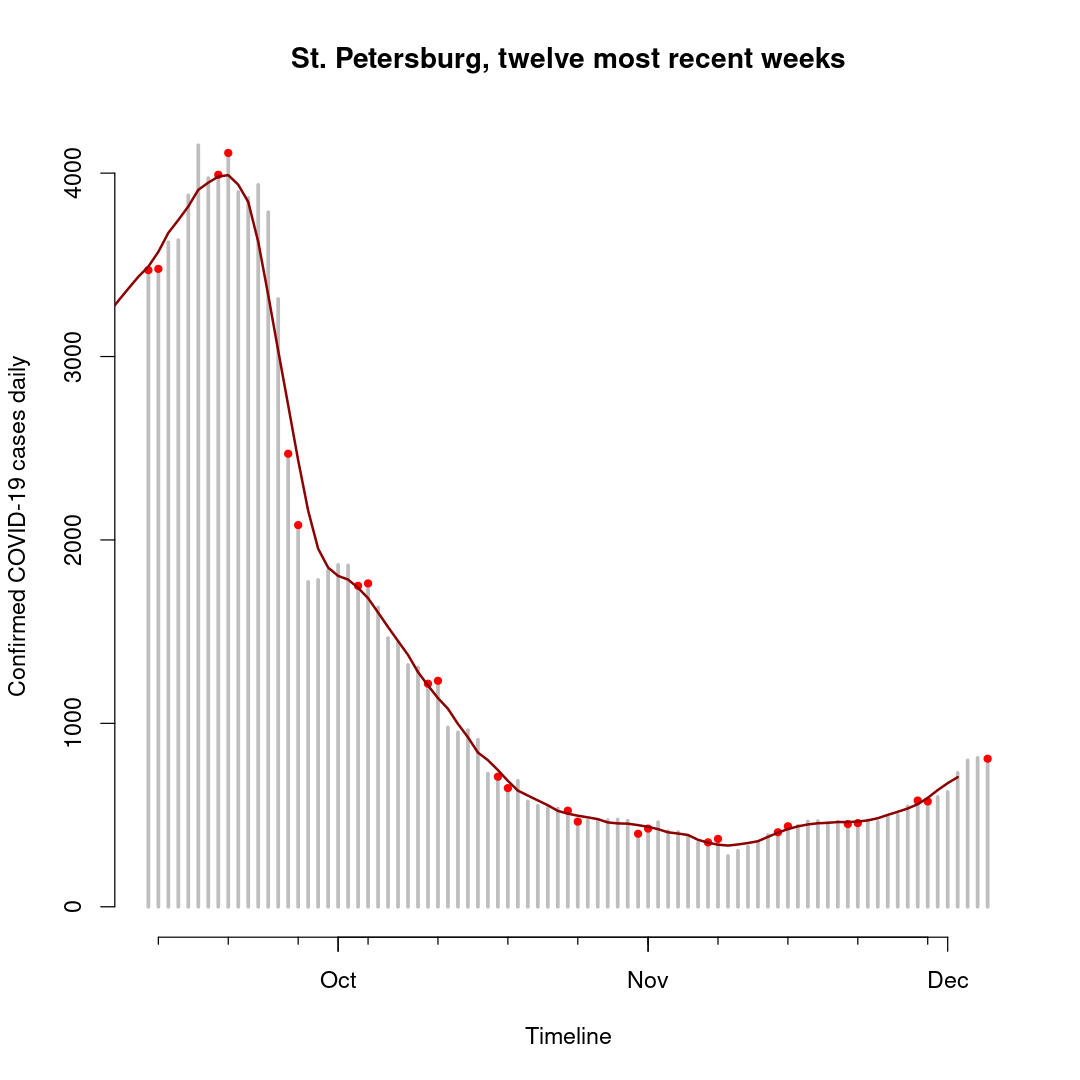 St. Petersburg, twelve most recent weeks
Confirmed COVID-19 cases daily
4000
3000
2000
1000
0
Oct Nov Dec
Timeline